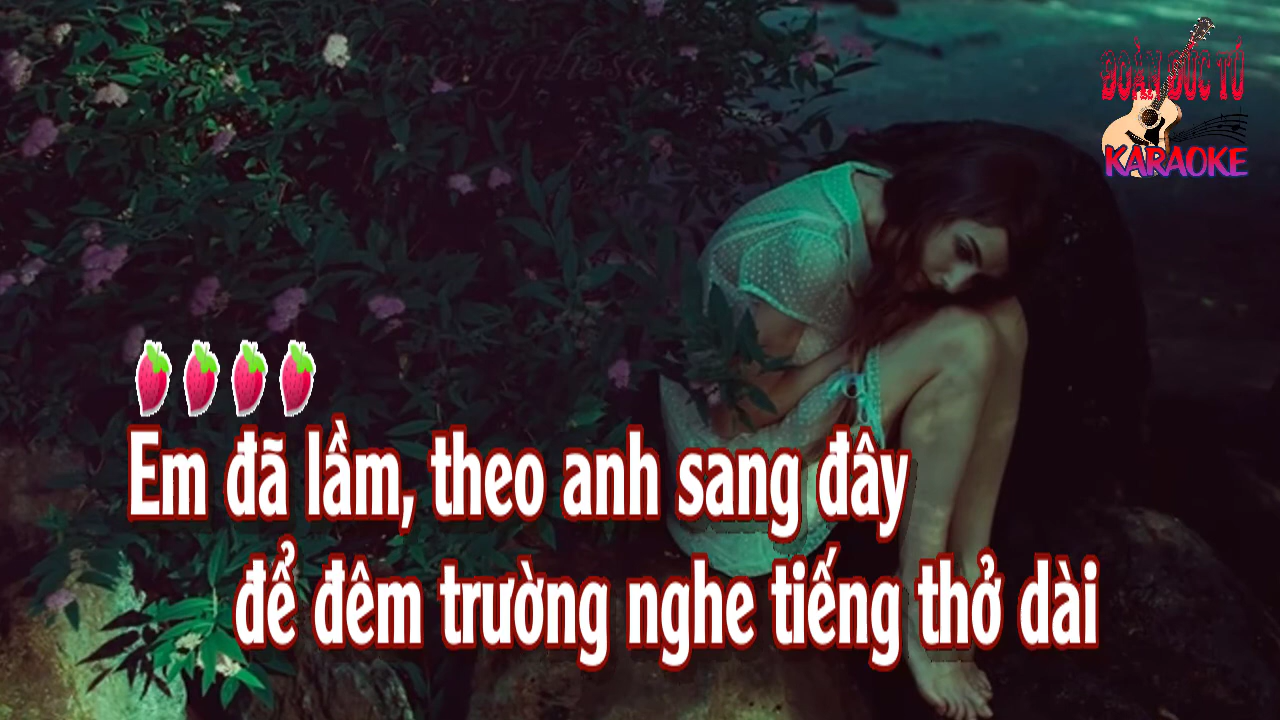 ĐOÀN ĐỨC TÚ
KARAOKE
Em đã lầm, theo anh sang đây
để đêm trường nghe tiếng thở dài